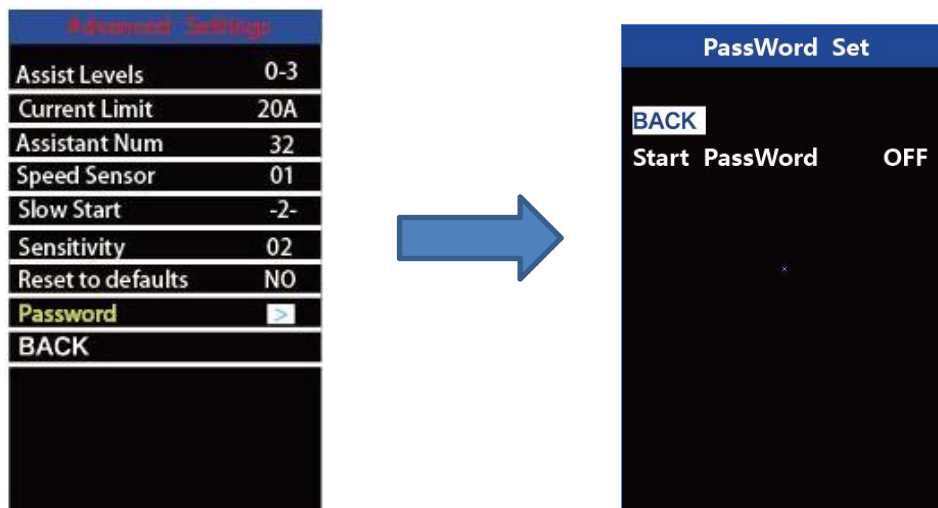 Advanced Settings
Assist Levels 0-3
Current Limit 20A
Assistant Num 32
Speed Sensor 01
Slow Start -2-
Sensitivity 02
Reset to defaults NO
Password >
BACK
PassWord Set
BACK
Start PassWord OFF